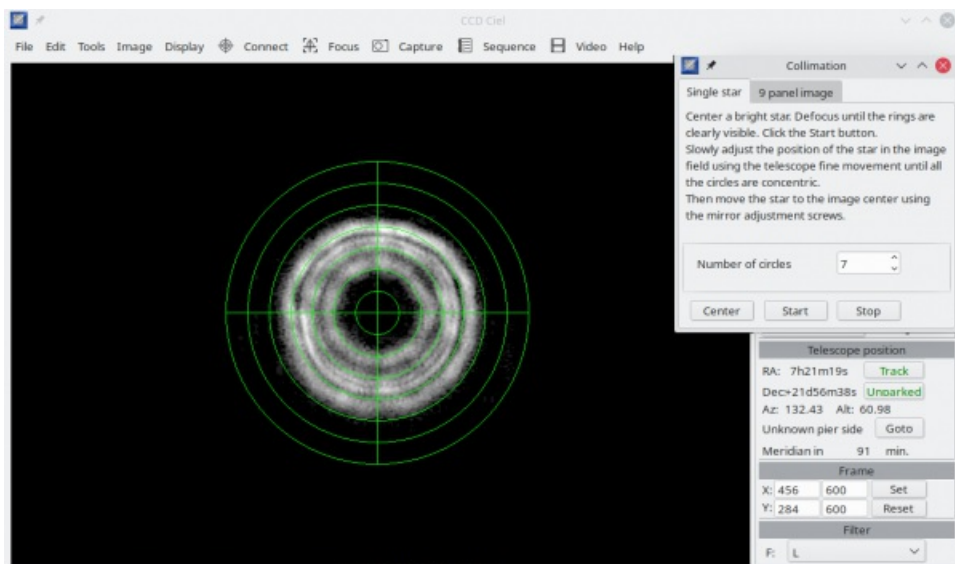 CCD Ciel
File Edit Tools Image Display Connect Focus Capture Sequence Video Help
Collimation
Single star 9 panel image
Center a bright star. Defocus until the rings are
clearly visible. Click the Start button.
Slowly adjust the position of the star in the image
field using the telescope fine movement until all
the circles are concentric.
Then move the star to the image center using
the mirror adjustment screws.
Number of circles 7
Center Start Stop
Telescope position
RA: 7h21m19s Track
Dec:+21d56m38s Unparked
Az: 132.43 Alt: 60.98
Unknown pier side Goto
Meridian in 91 min.
Frame
X: 456 600 Set
Y: 284 600 Reset
Filter
F: L